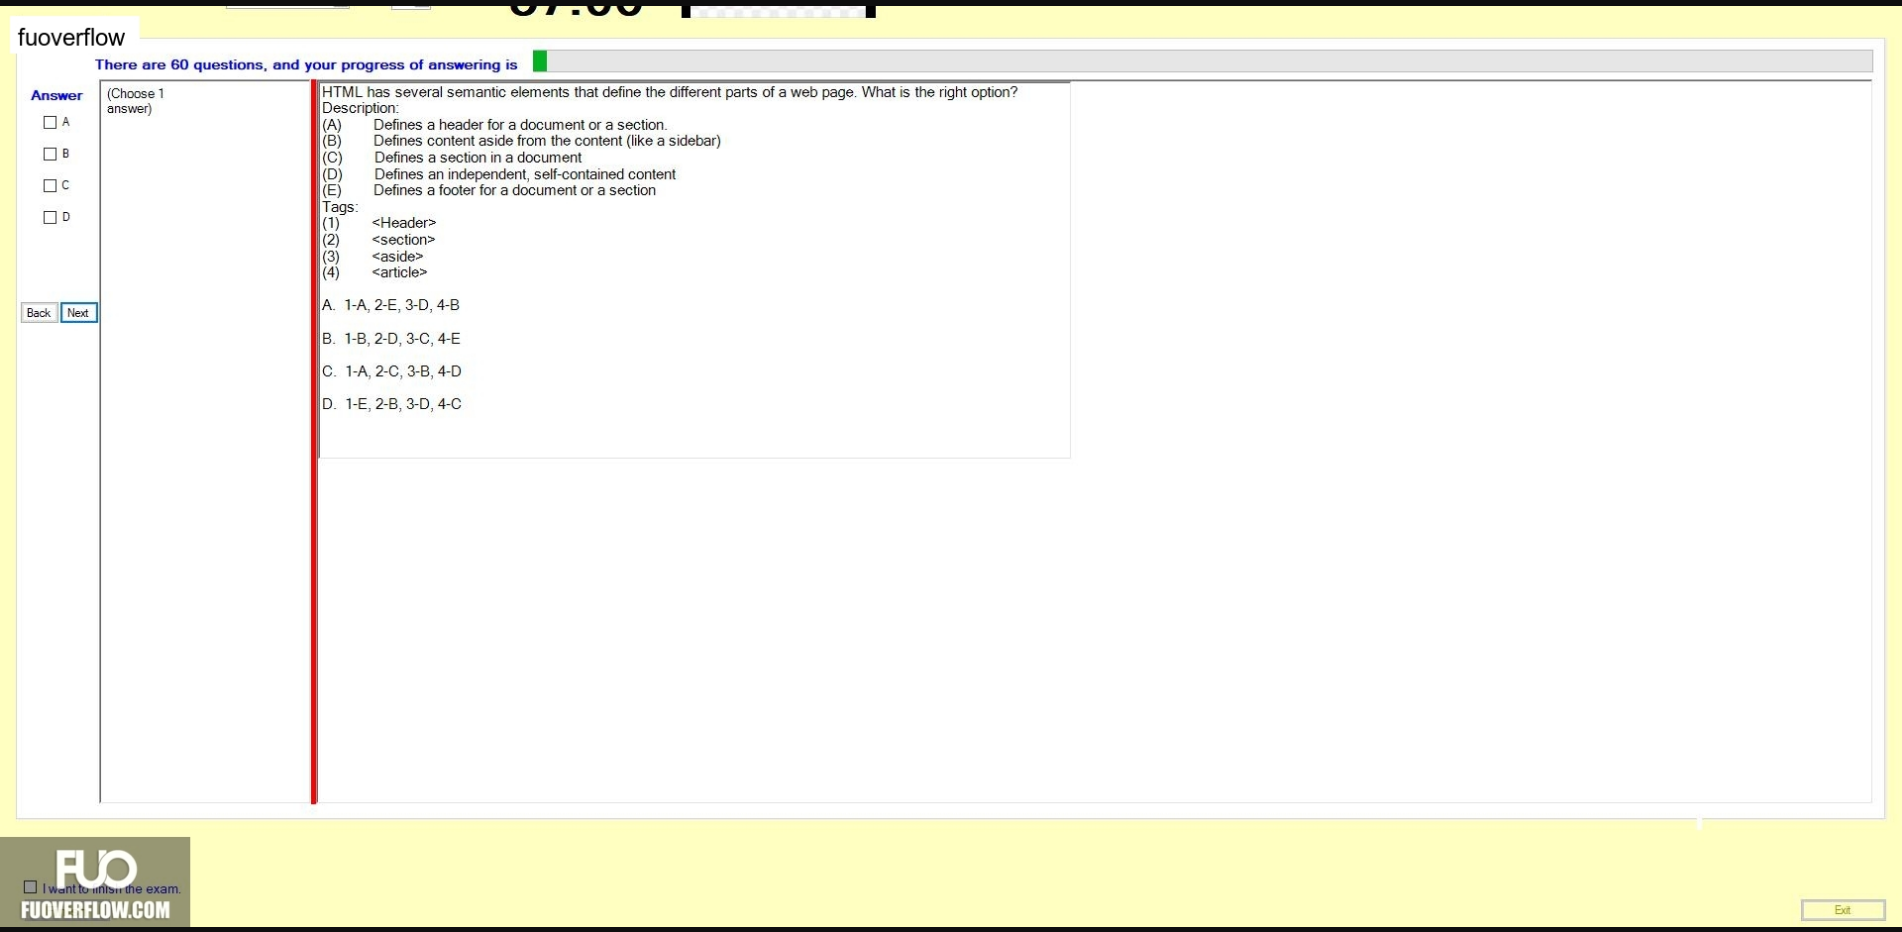 fuoverflow
There are 60 questions, and your progress of answering is
Answer
(Choose 1
answer)
A
B
C
D
Back Next
HTML has several semantic elements that define the different parts of a web page. What is the right option?
Description:
(A) Defines a header for a document or a section.
(B) Defines content aside from the content (like a sidebar)
(C) Defines a section in a document
(D) Defines an independent, self-contained content
(E) Defines a footer for a document or a section
Tags:
(1) <Header>
(2) <section>
(3) <aside>
(4) <article>
A. 1-A, 2-E, 3-D, 4-B
B. 1-B, 2-D, 3-C, 4-E
C. 1-A, 2-C, 3-B, 4-D
D. 1-E, 2-B, 3-D, 4-C
FUO
I want to finish the exam.
FUOVERFLOW.COM
Exit